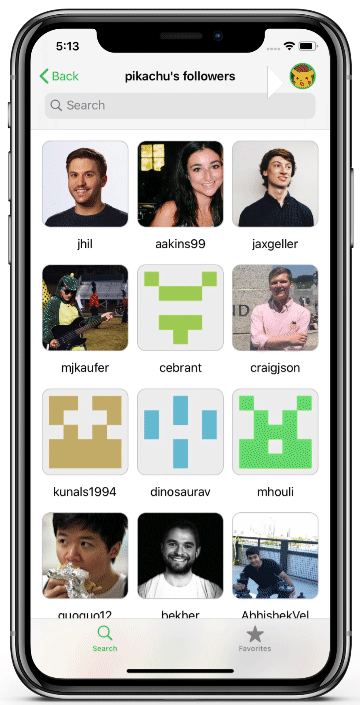 5:13
Back
pikachu's followers
Search
jhil
aakins99
jaxgeller
mjkaufer
cebrant
craigjson
kunals1994
dinosaurav
mhouli
guoguo12
bekher
AbhishekVel
Search
Favorites